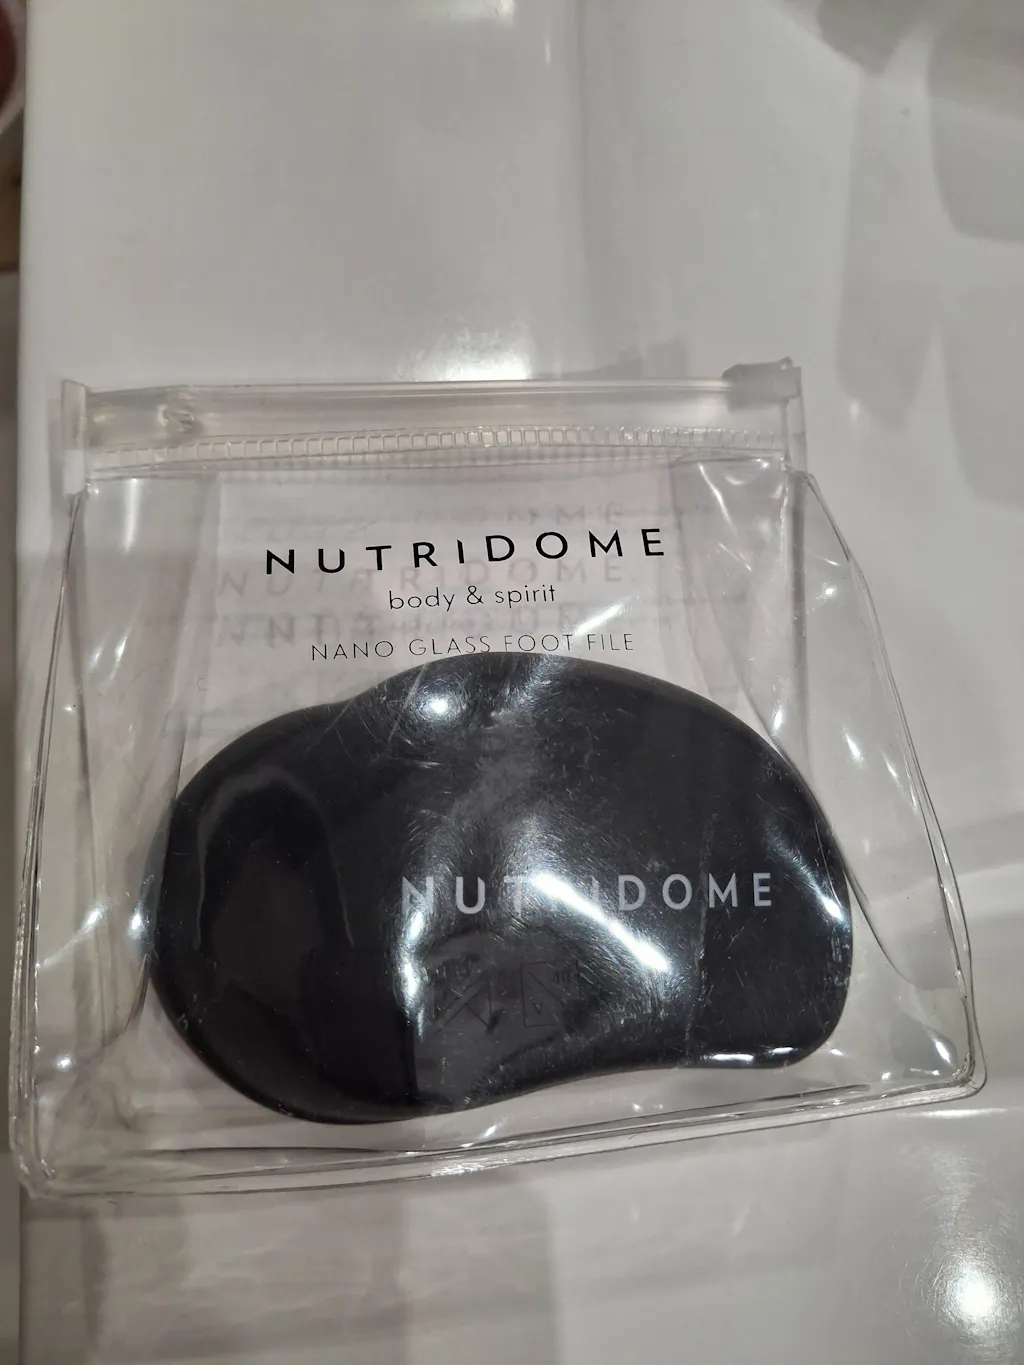 NUTRIDOME
body & spirit
NANO GLASS FOOT FILE
NUTRIDOME